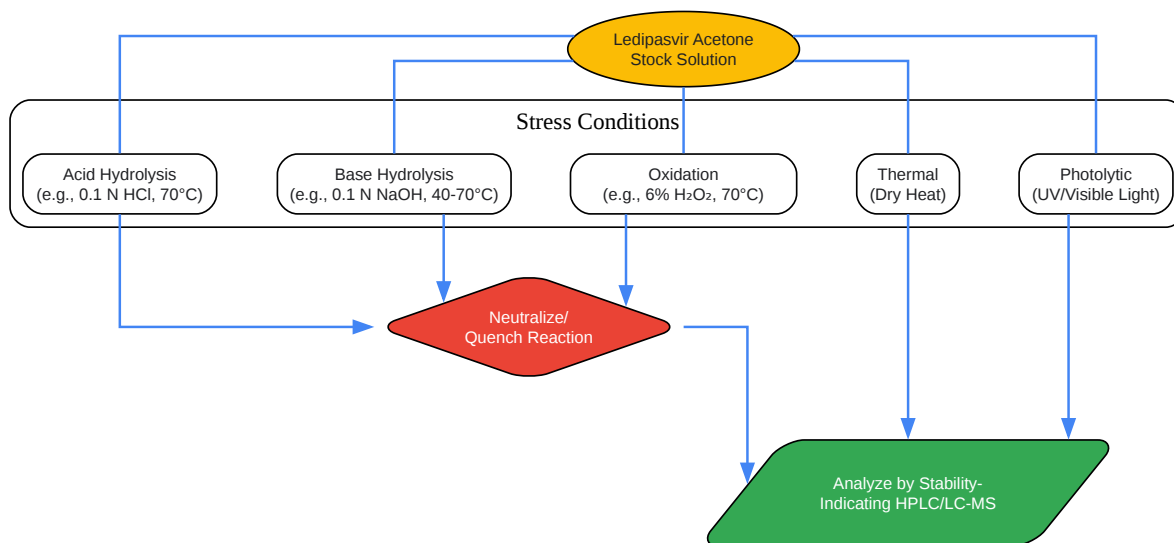 Ledipasvir Acetone
Stock Solution
Stress Conditions
Acid Hydrolysis
(e.g., 0.1 N HCl, 70°C)
Base Hydrolysis
(e.g., 0.1 N NaOH, 40-70°C)
Oxidation
(e.g., 6% H₂O₂, 70°C)
Thermal
(Dry Heat)
Photolytic
(UV/Visible Light)
Neutralize/
Quench Reaction
Analyze by Stability-
Indicating HPLC/LC-MS